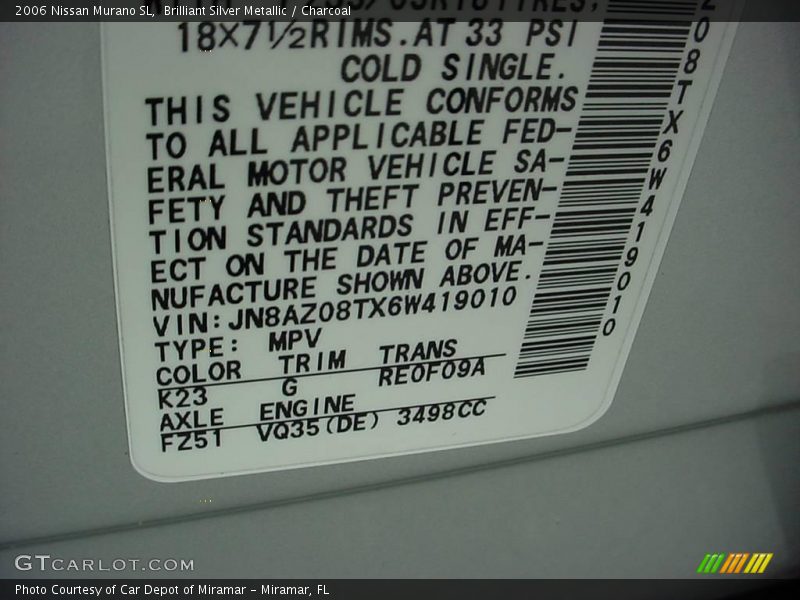 2006 Nissan Murano SL, Brilliant Silver Metallic / Charcoal
18X7½RIMS.AT 33 PSI
COLD SINGLE.
THIS VEHICLE CONFORMS
TO ALL APPLICABLE FED-
ERAL MOTOR VEHICLE SA-
FETY AND THEFT PREVEN-
TION STANDARDS IN EFF-
ECT ON THE DATE OF MA-
NUFACTURE SHOWN ABOVE.
VIN:JN8AZ08TX6W419010
TYPE: MPV
COLOR TRIM TRANS
K23 G RE0F09A
AXLE ENGINE
FZ51 VQ35(DE) 3498CC
08TX6W419010
GTCARLOT.COM
Photo Courtesy of Car Depot of Miramar - Miramar, FL